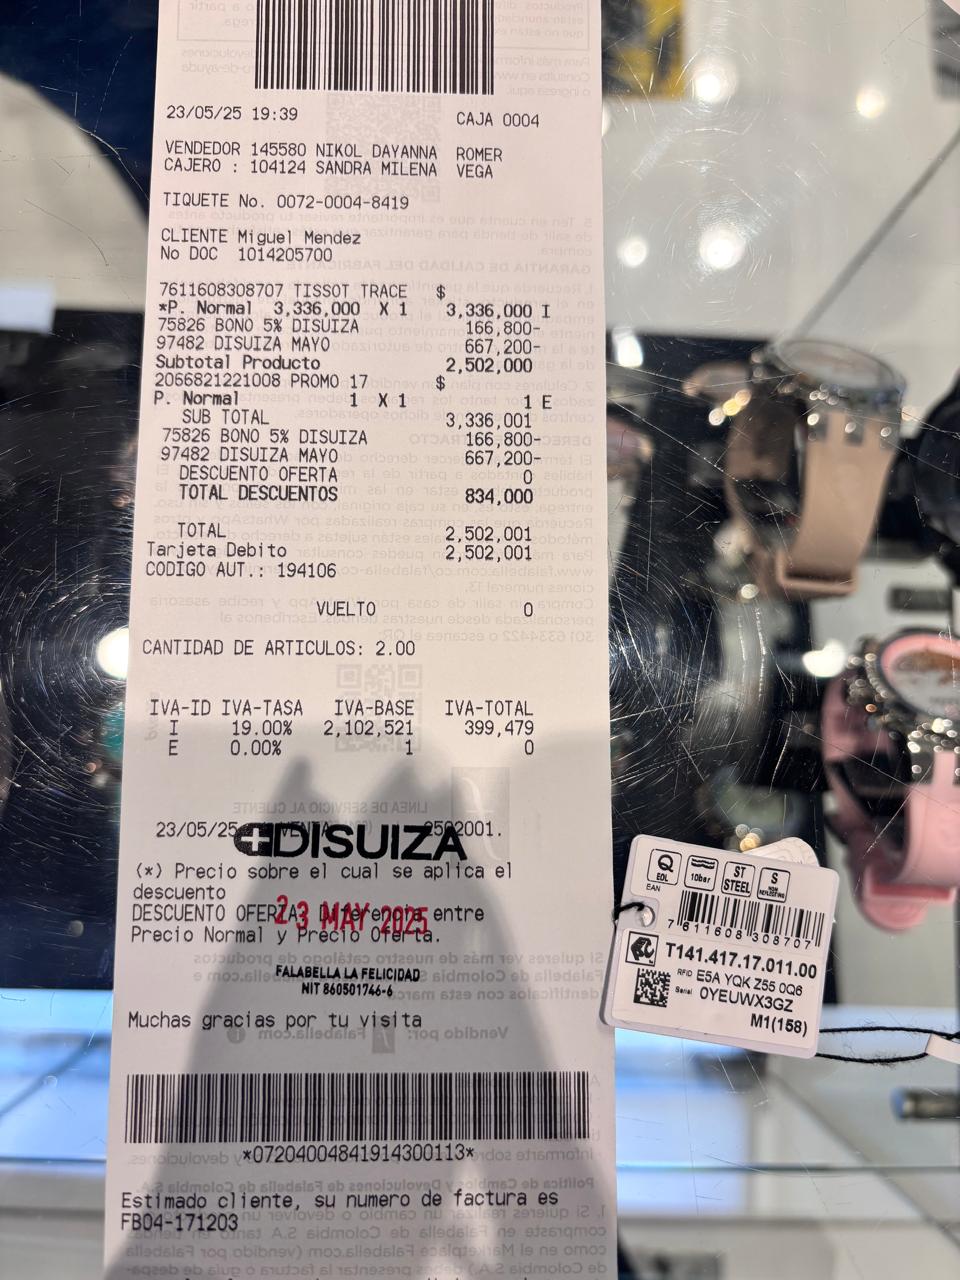 23/05/25 19:39 CAJA 0004
VENDEDOR 145580 NIKOL DAYANNA ROMER
CAJERO : 104124 SANDRA MILENA VEGA
TIQUETE No. 0072-0004-8419
CLIENTE Miguel Mendez
No DOC 1014205700
7611608308707 TISSOT TRACE $
*P. Normal 3,336,000 X 1 3,336,000 I
75826 BONO 5% DISUIZA 166,800-
97482 DISUIZA MAYO 667,200-
Subtotal Producto 2,502,000
2066821221008 PROMO 17 $
P. Normal 1 X 1 1 E
SUB TOTAL 3,336,001
75826 BONO 5% DISUIZA 166,800-
97482 DISUIZA MAYO 667,200-
DESCUENTO OFERTA 0
TOTAL DESCUENTOS 834,000
TOTAL 2,502,001
Tarjeta Debito 2,502,001
CODIGO AUT.: 194106
VUELTO 0
CANTIDAD DE ARTICULOS: 2.00
IVA-ID IVA-TASA IVA-BASE IVA-TOTAL
I 19.00% 2,102,521 399,479
E 0.00% 1 0
23/05/25 VENTA 2502001.
DISUIZA
(*) Precio sobre el cual se aplica el
descuento
DESCUENTO OFERTA: Diferencia entre
23 MAY 2025
Precio Normal y Precio Oferta.
FALABELLA LA FELICIDAD
NIT 860501746-6
Muchas gracias por tu visita
*07204004841914300113*
Estimado cliente, su numero de factura es
FB04-171203
Q
EOL
10bar
ST
STEEL
S
EAN
7 611608 308707
T141.417.17.011.00
RFID E5A YQK Z55 0Q6
Serial 0YEUWX3GZ
M1(158)